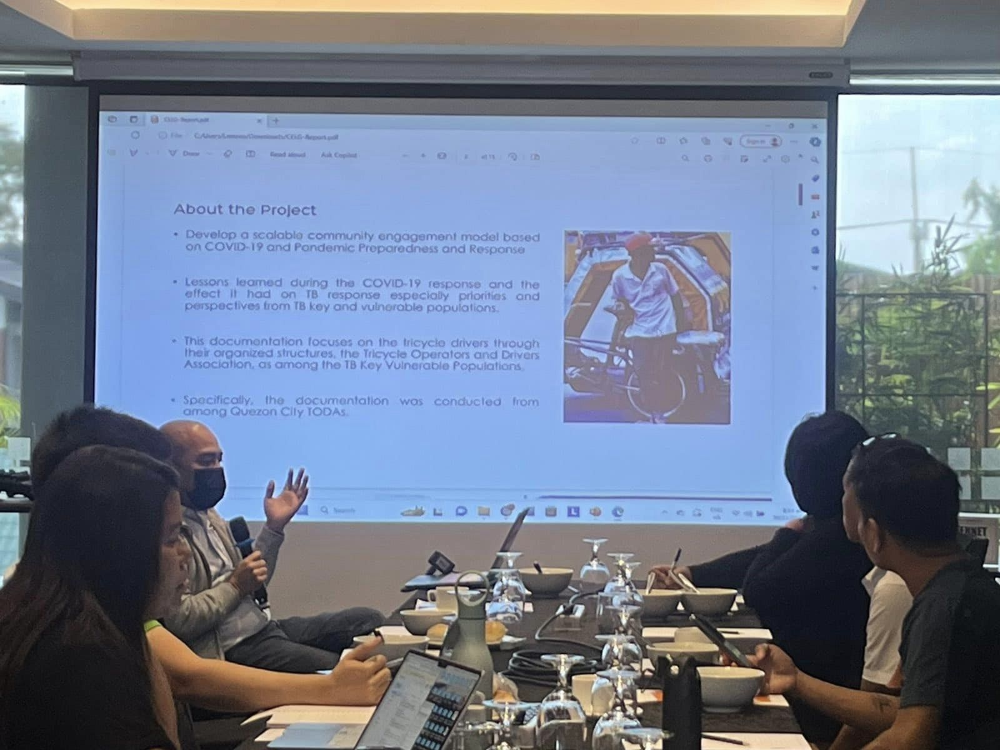 CELG-Report.pdf
File
C:/Users/Lenovo/Downloads/CELG-Report.pdf
Sign in
Draw
Read aloud
Ask Copilot
of 15
About the Project
• Develop a scalable community engagement model based
on COVID-19 and Pandemic Preparedness and Response
• Lessons learned during the COVID-19 response and the
effect it had on TB response especially priorities and
perspectives from TB key and vulnerable populations.
• This documentation focuses on the tricycle drivers through
their organized structures, the Tricycle Operators and Drivers
Association, as among the TB Key Vulnerable Populations.
• Specifically, the documentation was conducted from
among Quezon City TODAs.
Search